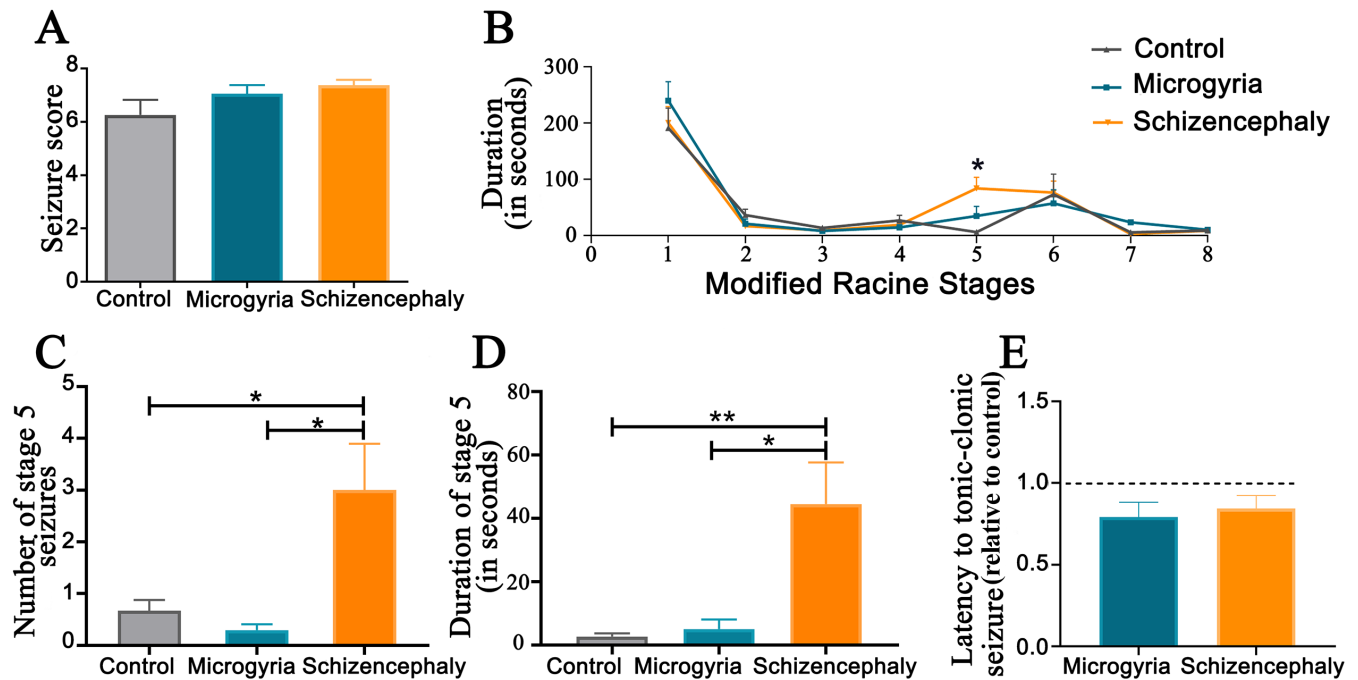 A
Seizure score
8
6
4
2
0
Control
Microgyria
Schizencephaly
B
Duration
(in seconds)
300
200
100
0
*
0
1
2
3
4
5
6
7
8
Modified Racine Stages
Control
Microgyria
Schizencephaly
C
Number of stage 5
seizures
5
4
3
2
1
0
*
*
Control
Microgyria
Schizencephaly
D
Duration of stage 5
(in seconds)
80
60
40
20
0
**
*
Control
Microgyria
Schizencephaly
E
Latency to tonic-clonic
seizure(relative to control)
1.5
1.0
0.5
0.0
Microgyria
Schizencephaly